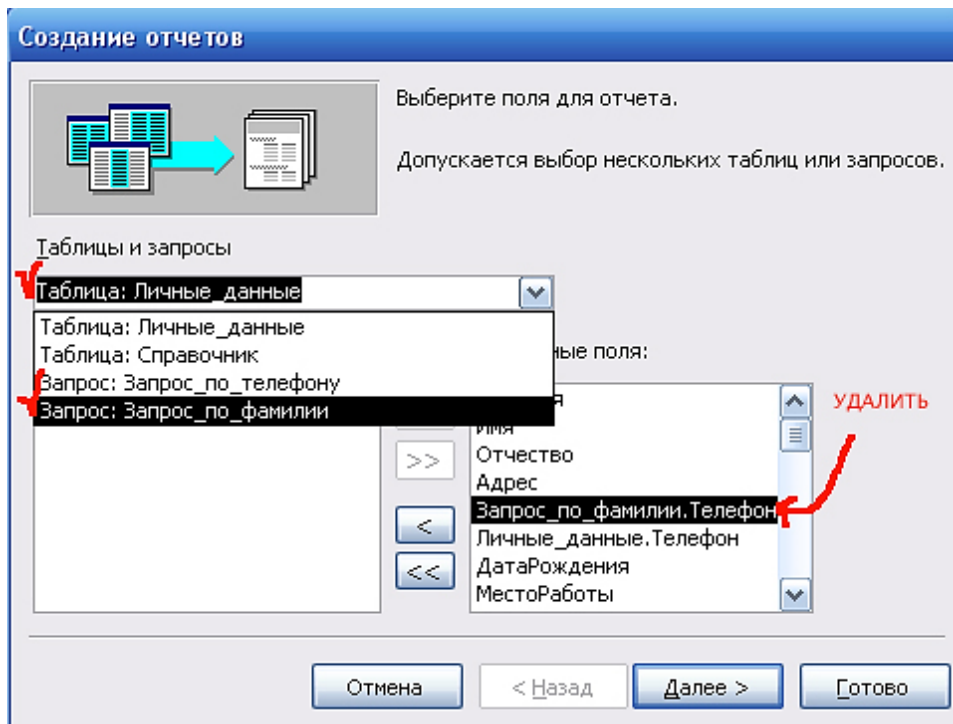 Создание отчетов
Выберите поля для отчета.
Допускается выбор нескольких таблиц или запросов.
Таблицы и запросы
Таблица: Личные_данные
Таблица: Личные_данные
Таблица: Справочник
Запрос: Запрос_по_телефону
Запрос: Запрос_по_фамилии
ные поля:
я
Имя
>>
Отчество
Адрес
Запрос_по_фамилии.Телефон
УДАЛИТЬ
<
Личные_данные.Телефон
<<
ДатаРождения
МестоРаботы
Отмена
< Назад
Далее >
Готово